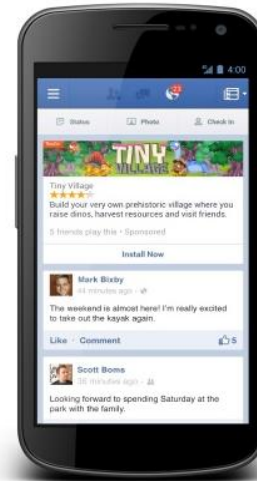 4:00
23
Status Photo Check In
TINY
VILLAGE
Tiny Village
Build your very own prehistoric village where you
raise dinos, harvest resources and visit friends.
5 friends play this • Sponsored
Install Now
Mark Bixby
44 minutes ago
The weekend is almost here! I'm really excited
to take out the kayak again.
Like · Comment 5
Scott Boms
38 minutes ago
Looking forward to spending Saturday at the
park with the family.